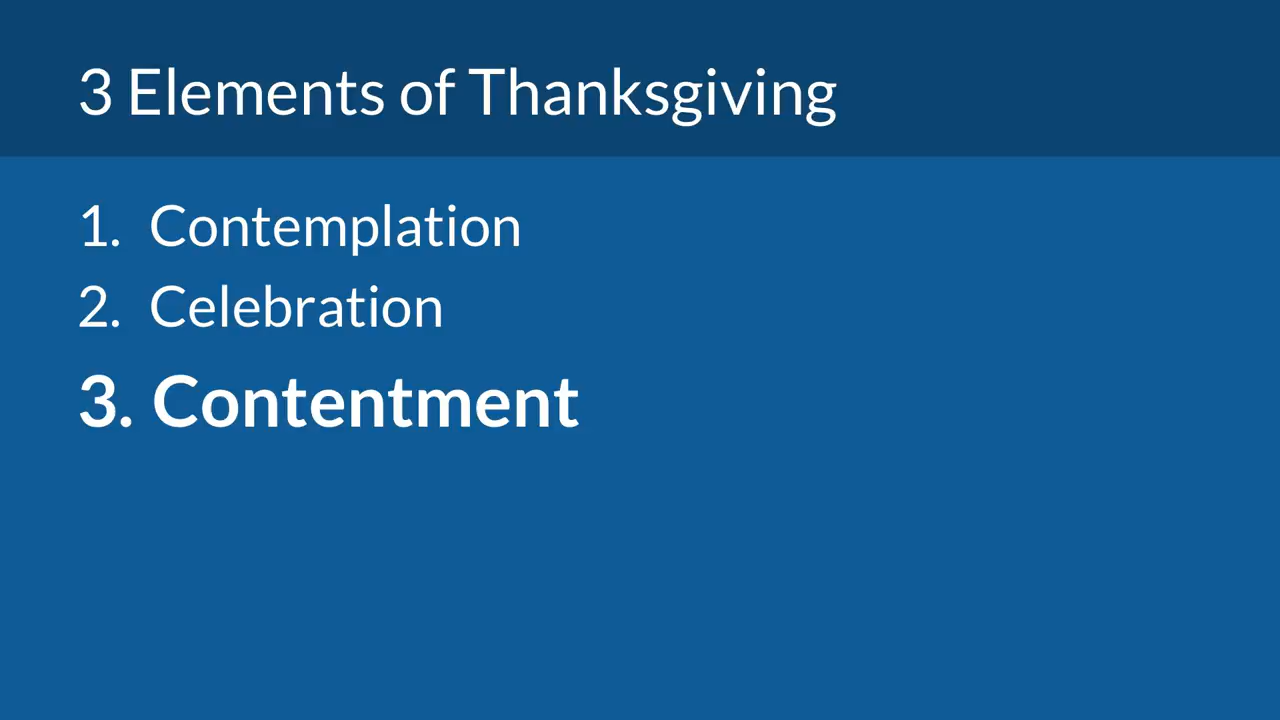 3 Elements of Thanksgiving
1. Contemplation
2. Celebration
3. Contentment